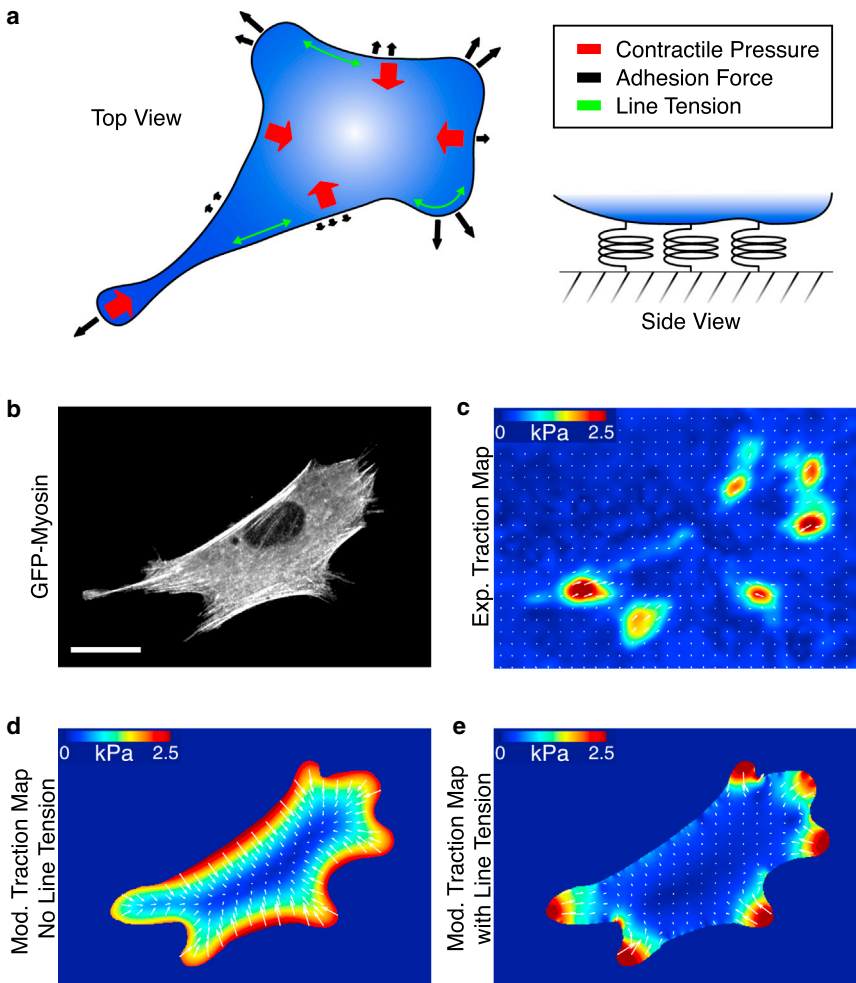 a
Top View
Contractile Pressure
Adhesion Force
Line Tension
Side View
b
GFP-Myosin
c
Exp. Traction Map
0 kPa 2.5
d
Mod. Traction Map
No Line Tension
0 kPa 2.5
e
Mod. Traction Map
with Line Tension
0 kPa 2.5